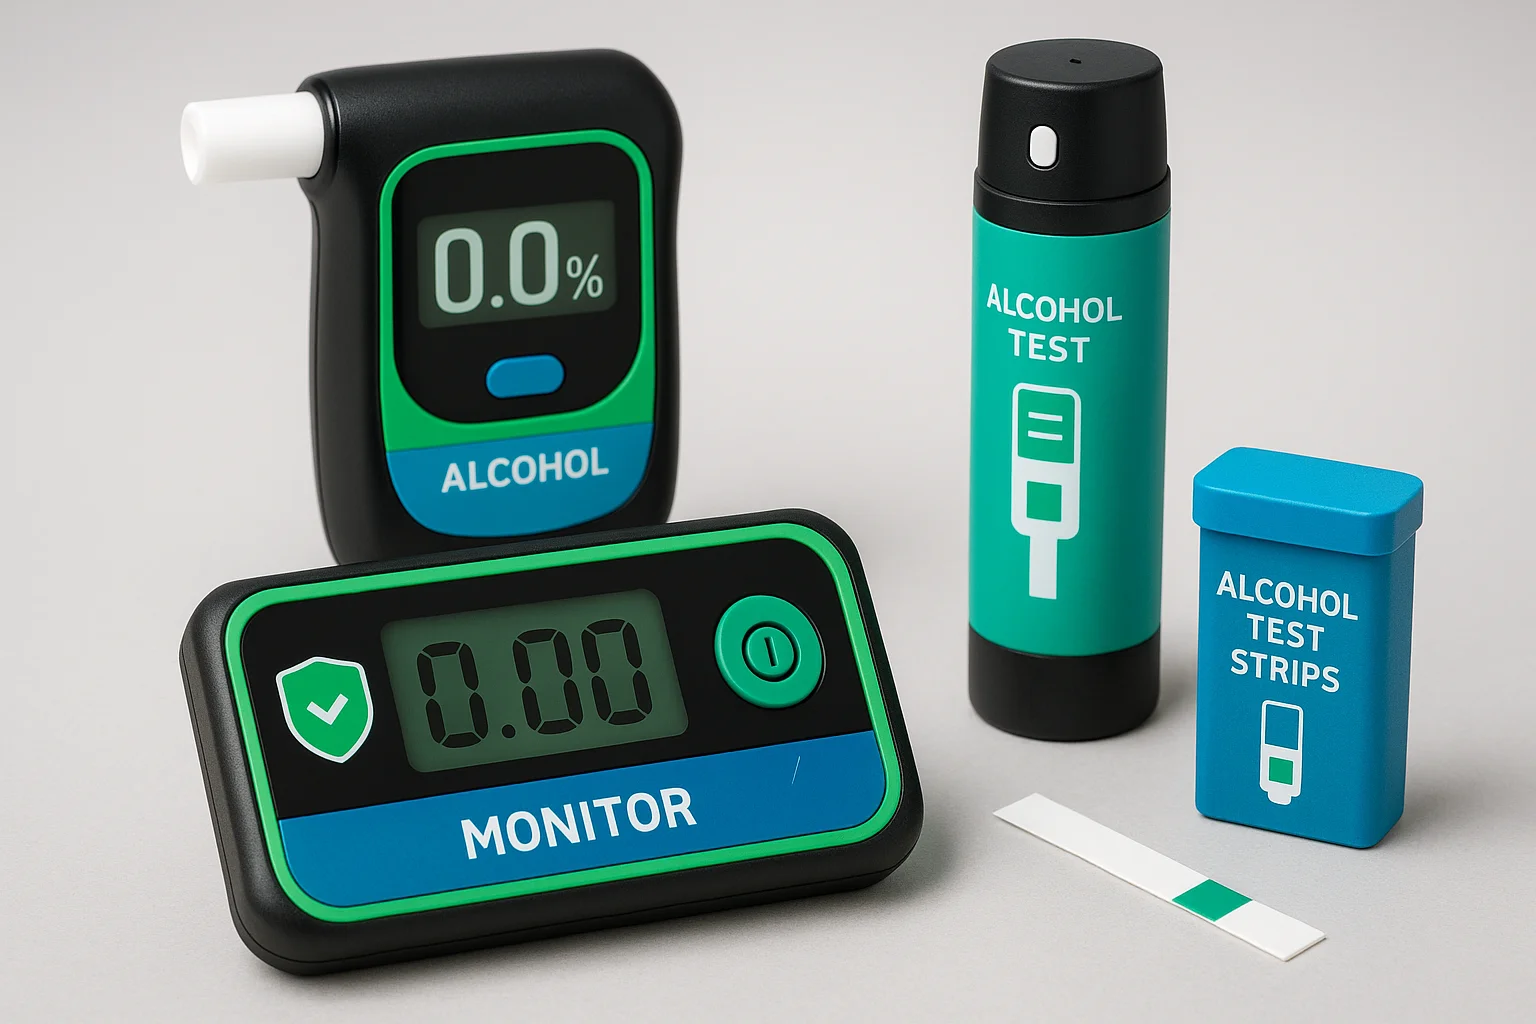 0.0%
ALCOHOL
0.00
MONITOR
ALCOHOL
TEST
ALCOHOL
TEST
STRIPS